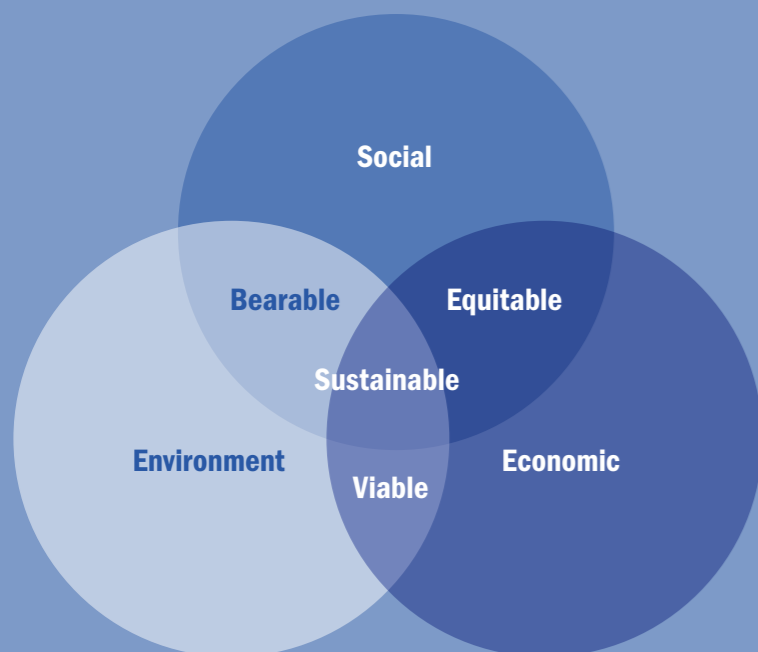 Social
Bearable
Equitable
Sustainable
Environment
Economic
Viable